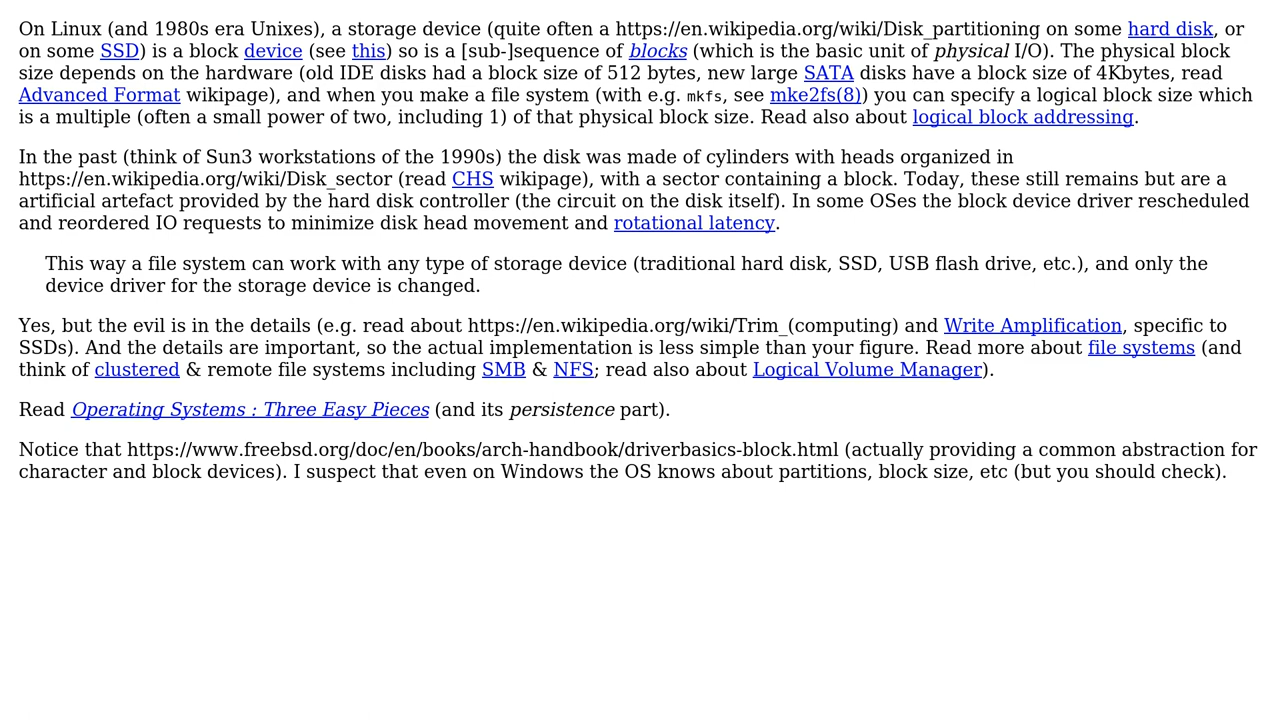 On Linux (and 1980s era Unixes), a storage device (quite often a https://en.wikipedia.org/wiki/Disk_partitioning on some hard disk, or
on some SSD) is a block device (see this) so is a [sub-]sequence of blocks (which is the basic unit of physical I/O). The physical block
size depends on the hardware (old IDE disks had a block size of 512 bytes, new large SATA disks have a block size of 4Kbytes, read
Advanced Format wikipage), and when you make a file system (with e.g. mkfs, see mke2fs(8)) you can specify a logical block size which
is a multiple (often a small power of two, including 1) of that physical block size. Read also about logical block addressing.
In the past (think of Sun3 workstations of the 1990s) the disk was made of cylinders with heads organized in
https://en.wikipedia.org/wiki/Disk_sector (read CHS wikipage), with a sector containing a block. Today, these still remains but are a
artificial artefact provided by the hard disk controller (the circuit on the disk itself). In some OSes the block device driver rescheduled
and reordered IO requests to minimize disk head movement and rotational latency.
This way a file system can work with any type of storage device (traditional hard disk, SSD, USB flash drive, etc.), and only the
device driver for the storage device is changed.
Yes, but the evil is in the details (e.g. read about https://en.wikipedia.org/wiki/Trim_(computing) and Write Amplification, specific to
SSDs). And the details are important, so the actual implementation is less simple than your figure. Read more about file systems (and
think of clustered & remote file systems including SMB & NFS; read also about Logical Volume Manager).
Read Operating Systems : Three Easy Pieces (and its persistence part).
Notice that https://www.freebsd.org/doc/en/books/arch-handbook/driverbasics-block.html (actually providing a common abstraction for
character and block devices). I suspect that even on Windows the OS knows about partitions, block size, etc (but you should check).